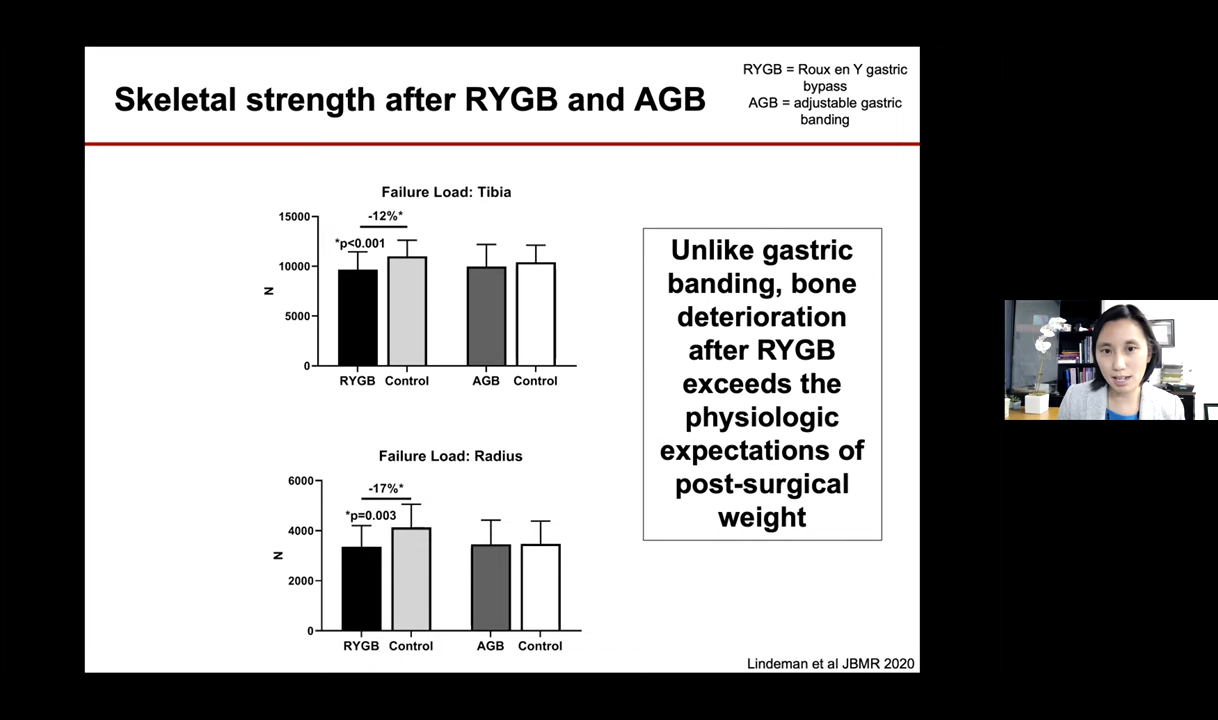 Skeletal strength after RYGB and AGB
RYGB = Roux en Y gastric
bypass
AGB = adjustable gastric
banding
Failure Load: Tibia
15000
10000
5000
0
N
-12%*
*p<0.001
RYGB
Control
AGB
Control
Failure Load: Radius
6000
4000
2000
0
N
-17%*
*p=0.003
RYGB
Control
AGB
Control
Unlike gastric
banding, bone
deterioration
after RYGB
exceeds the
physiologic
expectations of
post-surgical
weight
Lindeman et al JBMR 2020